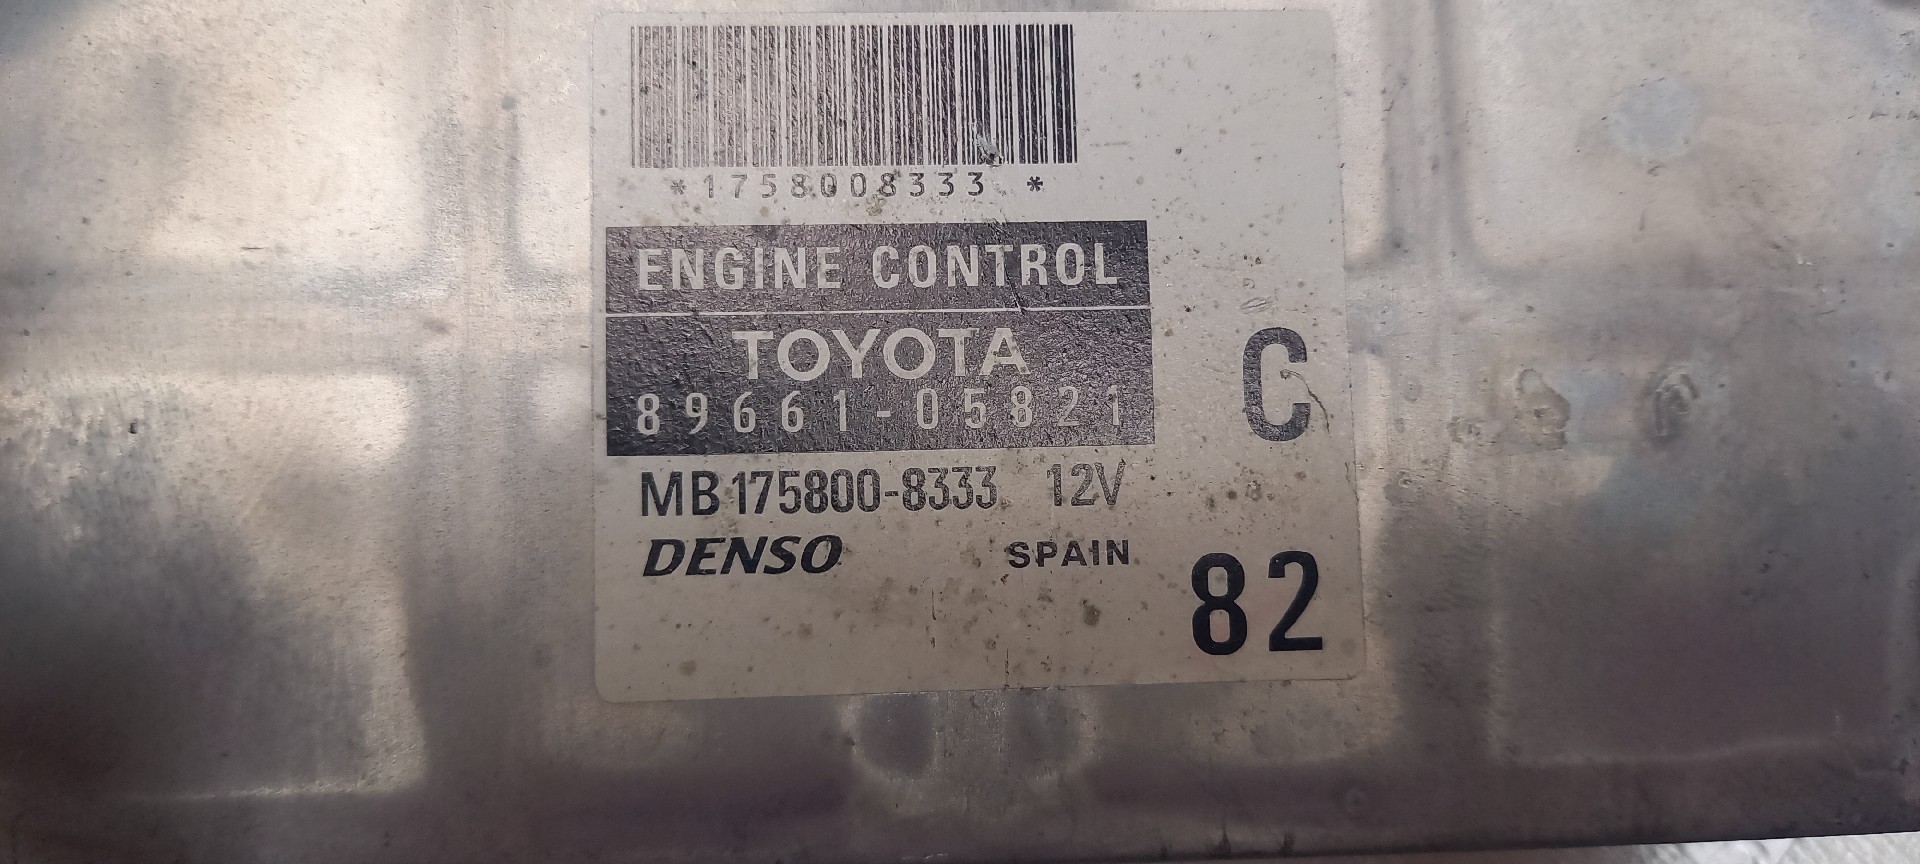 *1758008333 *
ENGINE CONTROL
TOYOTA
89661-05821
C
MB175800-8333 12V
DENSO SPAIN
82